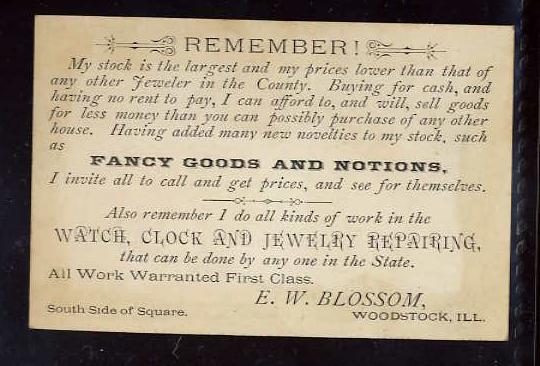 REMEMBER!
My stock is the largest and my prices lower than that of
any other Jeweler in the County. Buying for cash, and
having no rent to pay, I can afford to, and will, sell goods
for less money than you can possibly purchase of any other
house. Having added many new novelties to my stock, such
as
FANCY GOODS AND NOTIONS,
I invite all to call and get prices, and see for themselves.
Also remember I do all kinds of work in the
WATCH, CLOCK AND JEWELRY REPAIRING,
that can be done by any one in the State.
All Work Warranted First Class.
E. W. BLOSSOM,
South Side of Square.
WOODSTOCK, ILL.